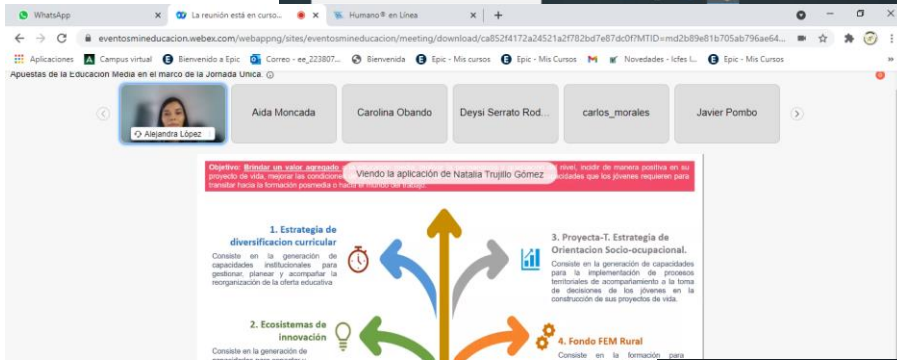 WhatsApp
La reunión está en curso...
Humano® en Línea
eventosmineducacion.webex.com/webappng/sites/eventosmineducacion/meeting/download/ca852f4172a24521a2f782bd7e87dc0f?MTID=md2b89e81b705ab796ae64...
Aplicaciones
Campus virtual
Bienvenido a Epic
Correo - ee_223807...
Bienvenida
Epic - Mis cursos
Epic - Mis Cursos
Novedades - Icfes I...
Epic - Mis Cursos
Apuestas de la Educación Media en el marco de la Jornada Única.
Alejandra López
Aida Moncada
Carolina Obando
Deysi Serrato Rod...
carlos_morales
Javier Pombo
Viendo la aplicación de Natalia Trujillo Gómez
Objetivo: Brindar un valor agregado nivel, incidir de manera positiva en su
proyecto de vida, mejorar las condiciones capacidades que los jóvenes requieren para
transitar hacia la formación posmedia o hacia el mundo del trabajo.
1. Estrategia de
diversificacion curricular
Consiste en la generación de
capacidades institucionales para
gestionar, planear y acompañar la
reorganización de la oferta educativa
2. Ecosistemas de
innovación
Consiste en la generación de
3. Proyecta-T. Estrategia de
Orientacion Socio-ocupacional.
Consiste en la generación de capacidades
para la implementación de procesos
territoriales de acompañamiento a la toma
de decisiones de los jóvenes en la
construcción de sus proyectos de vida.
4. Fondo FEM Rural
Consiste en la formación para